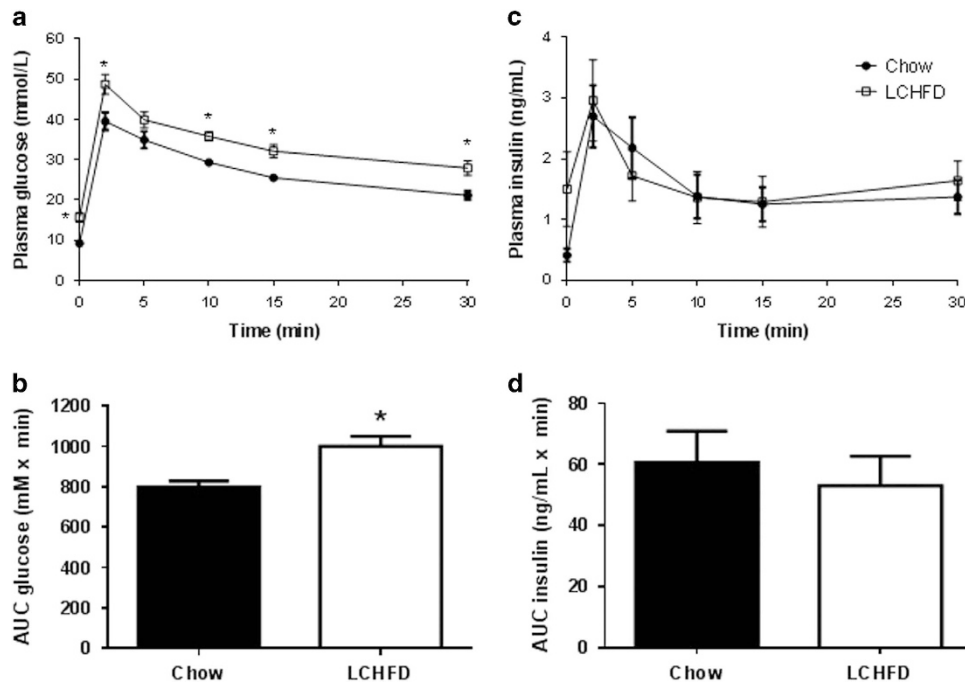 a
Plasma glucose (mmol/L)
60
50
40
30
20
10
0
*
*
*
*
*
0 5 10 15 20 25 30
Time (min)
c
Plasma insulin (ng/mL)
4
3
2
1
0
Chow
LCHFD
0 5 10 15 20 25 30
Time (min)
b
AUC glucose (mM x min)
1200
1000
800
600
400
200
0
*
Chow LCHFD
d
AUC insulin (ng/mL x min)
80
60
40
20
0
Chow LCHFD